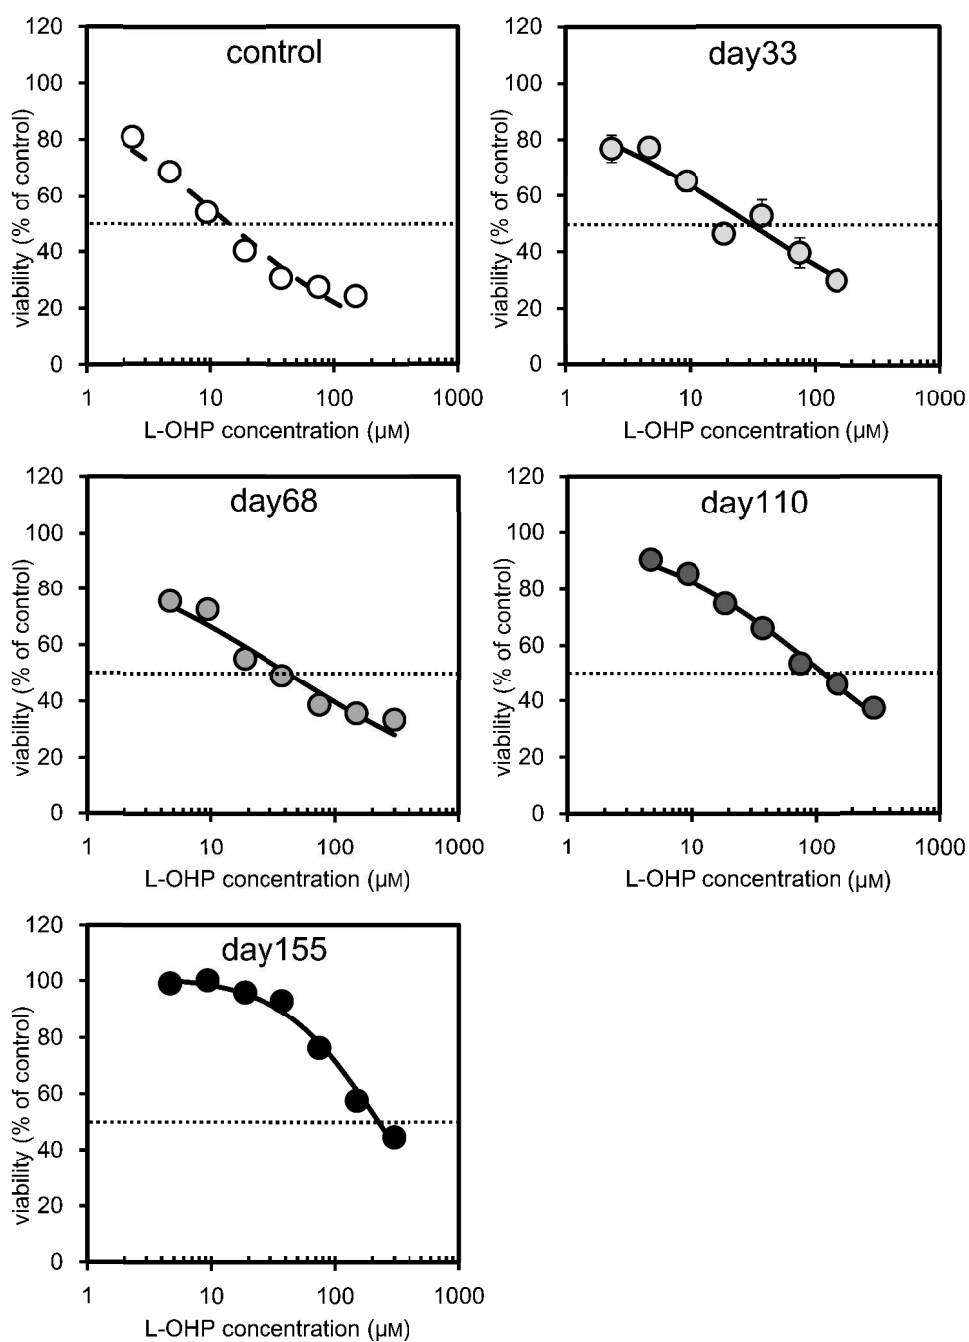 control
120
100
80
60
40
20
0
viability (% of control)
1 10 100 1000
L-OHP concentration (μM)
day33
120
100
80
60
40
20
0
viability (% of control)
1 10 100 1000
L-OHP concentration (μM)
day68
120
100
80
60
40
20
0
viability (% of control)
1 10 100 1000
L-OHP concentration (μM)
day110
120
100
80
60
40
20
0
viability (% of control)
1 10 100 1000
L-OHP concentration (μM)
day155
120
100
80
60
40
20
0
viability (% of control)
1 10 100 1000
L-OHP concentration (μM)